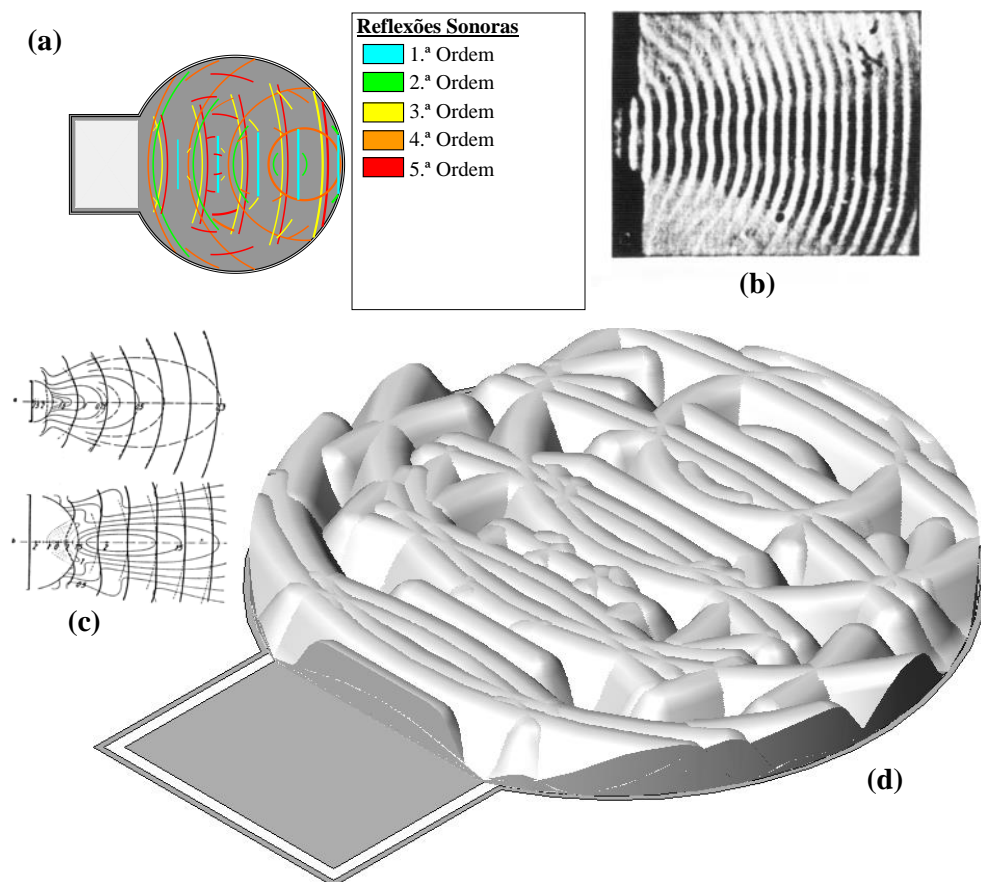 (a)
Reflexões Sonoras
1.ª Ordem
2.ª Ordem
3.ª Ordem
4.ª Ordem
5.ª Ordem
(b)
(c)
(d)